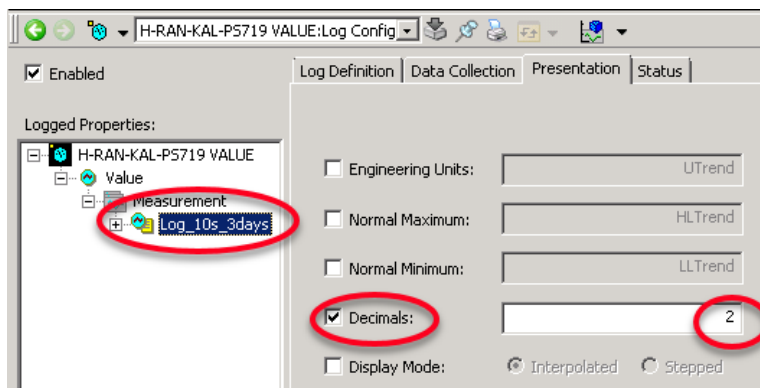 H-RAN-KAL-PS719 VALUE:Log Config
Enabled
Log Definition Data Collection Presentation Status
Logged Properties:
H-RAN-KAL-PS719 VALUE
Value
Measurement
Log_10s_3days
Engineering Units: UTrend
Normal Maximum: HLTrend
Normal Minimum: LLTrend
Decimals: 2
Display Mode: Interpolated Stepped